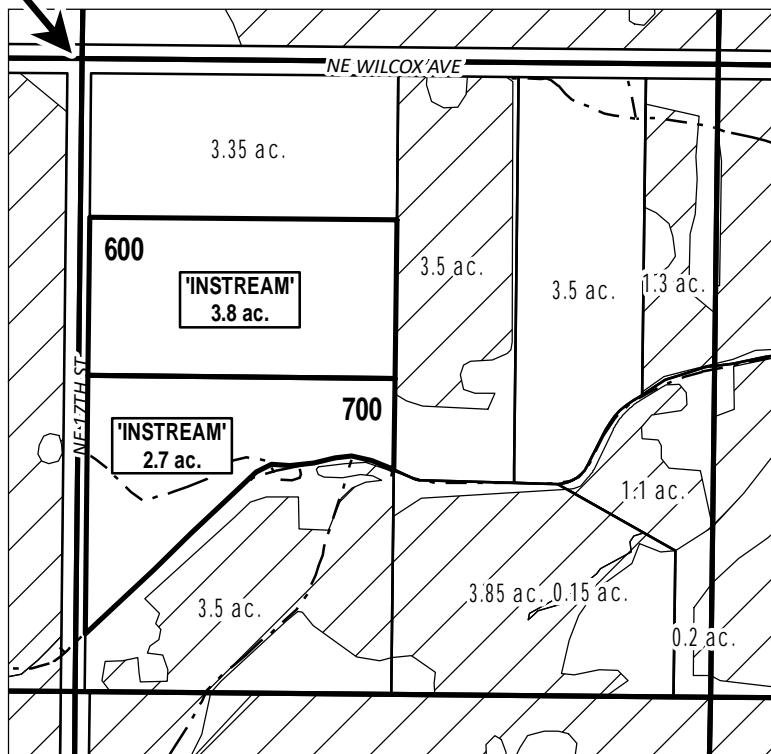 NE WILCOX AVE
3.35 ac.
600
'INSTREAM'
3.8 ac.
3.5 ac.
3.5 ac.
1.3 ac.
NE 17TH ST
700
'INSTREAM'
2.7 ac.
1.1 ac.
3.5 ac.
3.85 ac.
0.15 ac.
0.2 ac.